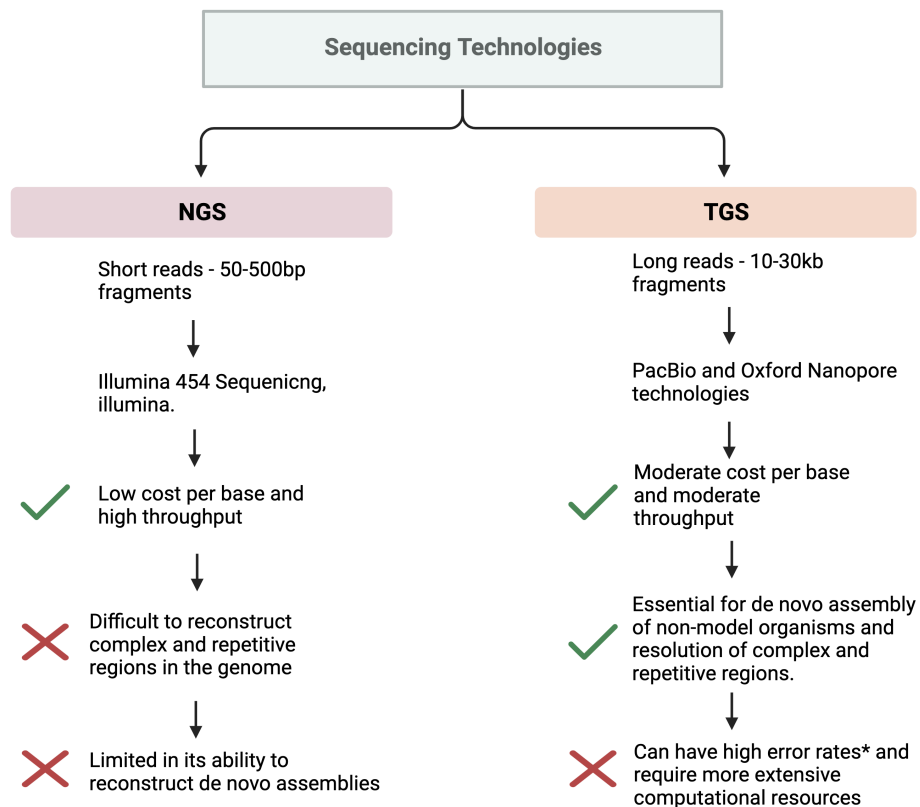 Sequencing Technologies
NGS
Short reads - 50-500bp
fragments
Illumina 454 Sequenicng,
illumina.
Low cost per base and
high throughput
Difficult to reconstruct
complex and repetitive
regions in the genome
Limited in its ability to
reconstruct de novo assemblies
TGS
Long reads - 10-30kb
fragments
PacBio and Oxford Nanopore
technologies
Moderate cost per base
and moderate
throughput
Essential for de novo assembly
of non-model organisms and
resolution of complex and
repetitive regions.
Can have high error rates* and
require more extensive
computational resources